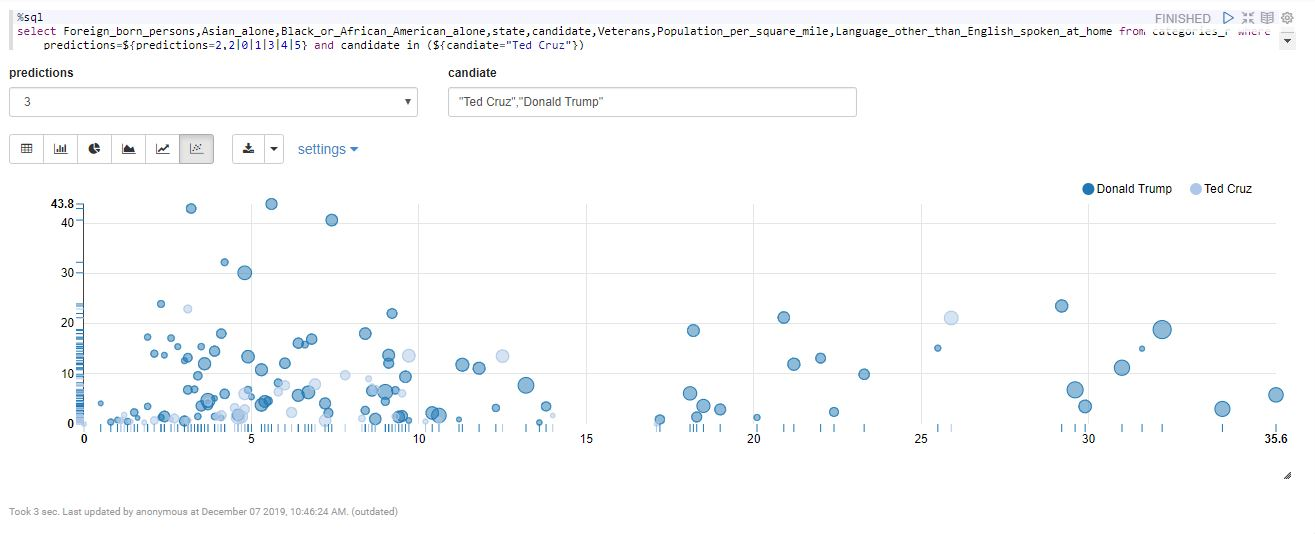 %sql
FINISHED
select Foreign_born_persons,Asian_alone,Black_or_African_American_alone,state,candidate,Veterans,Population_per_square_mile,Language_other_than_English_spoken_at_home from where
predictions=${predictions=2,2|0|1|3|4|5} and candidate in (${candiate="Ted Cruz"})
predictions candiate
3 "Ted Cruz","Donald Trump"
settings
Donald Trump Ted Cruz
43.8
40
30
20
10
0
0 5 10 15 20 25 30 35.6
Took 3 sec. Last updated by anonymous at December 07 2019, 10:46:24 AM. (outdated)